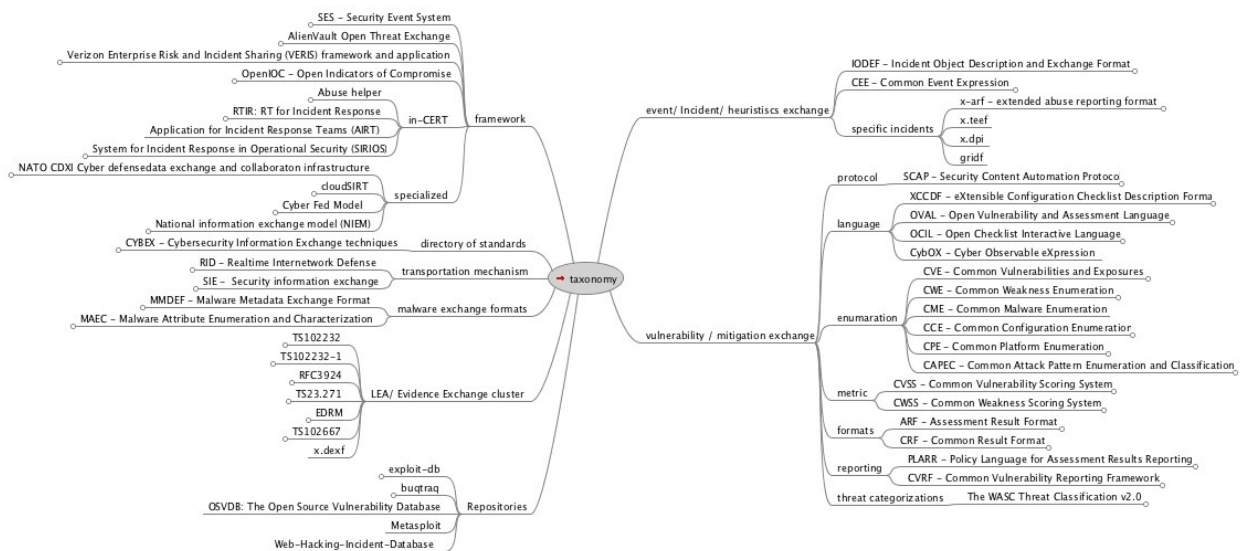 SES – Security Event System
AlienVault Open Threat Exchange
Verizon Enterprise Risk and Incident Sharing (VERIS) framework and application
OpenIOC – Open Indicators of Compromise
Abuse helper
RTIR: RT for Incident Response
Application for Incident Response Teams (AIRT)
System for Incident Response in Operational Security (SIRIOS)
in-CERT
framework
NATO CDXI Cyber defensedata exchange and collaboraton infrastructure
cloudSIRT
Cyber Fed Model
National information exchange model (NIEM)
specialized
CYBEX – Cybersecurity Information Exchange techniques
directory of standards
RID – Realtime Internetwork Defense
SIE – Security information exchange
transportation mechanism
MMDEF – Malware Metadata Exchange Format
MAEC – Malware Attribute Enumeration and Characterization
malware exchange formats
TS102232
TS102232-1
RFC3924
TS23.271
EDRM
TS102667
x.dexf
LEA/ Evidence Exchange cluster
exploit-db
buqtraq
OSVDB: The Open Source Vulnerability Database
Metasploit
Web-Hacking-Incident-Database
Repositories
taxonomy
event/ Incident/ heuristiscs exchange
IODEF – Incident Object Description and Exchange Format
CEE – Common Event Expression
specific incidents
x-arf – extended abuse reporting format
x.teef
x.dpi
gridf
vulnerability / mitigation exchange
protocol
SCAP – Security Content Automation Protoco
language
XCCDF – eXtensible Configuration Checklist Description Forma
OVAL – Open Vulnerability and Assessment Language
OCIL – Open Checklist Interactive Language
CybOX – Cyber Observable eXpression
enumaration
CVE – Common Vulnerabilities and Exposures
CWE – Common Weakness Enumeration
CME – Common Malware Enumeration
CCE – Common Configuration Enumeration
CPE – Common Platform Enumeration
CAPEC – Common Attack Pattern Enumeration and Classification
metric
CVSS – Common Vulnerability Scoring System
CWSS – Common Weakness Scoring System
formats
ARF – Assessment Result Format
CRF – Common Result Format
reporting
PLARR – Policy Language for Assessment Results Reporting
CVRF – Common Vulnerability Reporting Framework
threat categorizations
The WASC Threat Classification v2.0